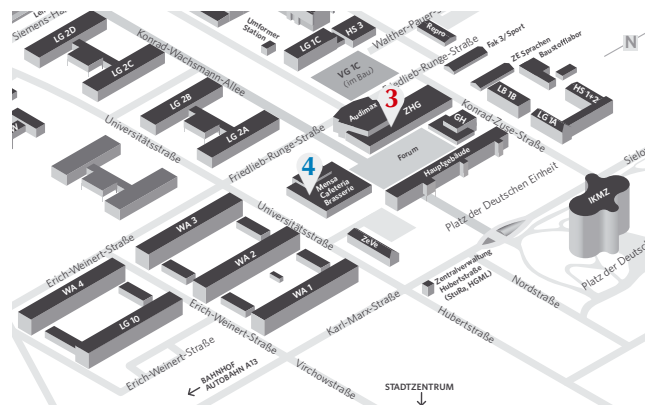 Siemens-Ha
LG 2D
LG 2C
LG 2B
LG 2A
Konrad-Wachsmann-Allee
Umformer
Station
LG 1C
HS 3
VG 1C
(im Bau)
Walther-Pauer-Straße
Repro
Fak 3/Sport
ZE Sprachen
Baustofflabor
N
Friedlieb-Runge-Straße
Friedlieb-Runge-Straße
Audimax
3
ZHG
GH
LB 1B
LG 1A
HS 1+2
Konrad-Zuse-Straße
Universitätsstraße
Forum
Hauptgebäude
4
Mensa
Cafeteria
Brasserie
Platz der Deutschen Einheit
Sielo
IKMZ
Platz der Deutsc
Universitätsstraße
ZeVe
Zentralverwaltung
Hubertstraße
(StuRa, HGML)
Nordstraße
Hubertstraße
Karl-Marx-Straße
WA 3
WA 2
WA 1
WA 4
LG 10
Erich-Weinert-Straße
Erich-Weinert-Straße
Erich-Weinert-Straße
Virchowstraße
BAHNHOF
AUTOBAHN A13
STADTZENTRUM